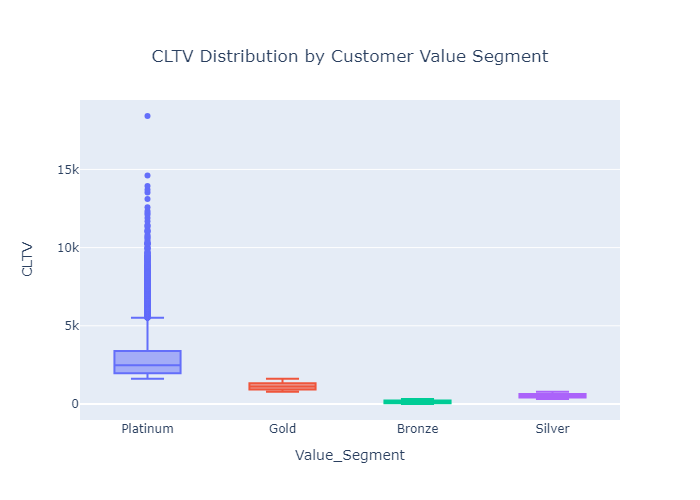 CLTV Distribution by Customer Value Segment
15k
10k
5k
0
CLTV
Platinum
Gold
Bronze
Silver
Value_Segment